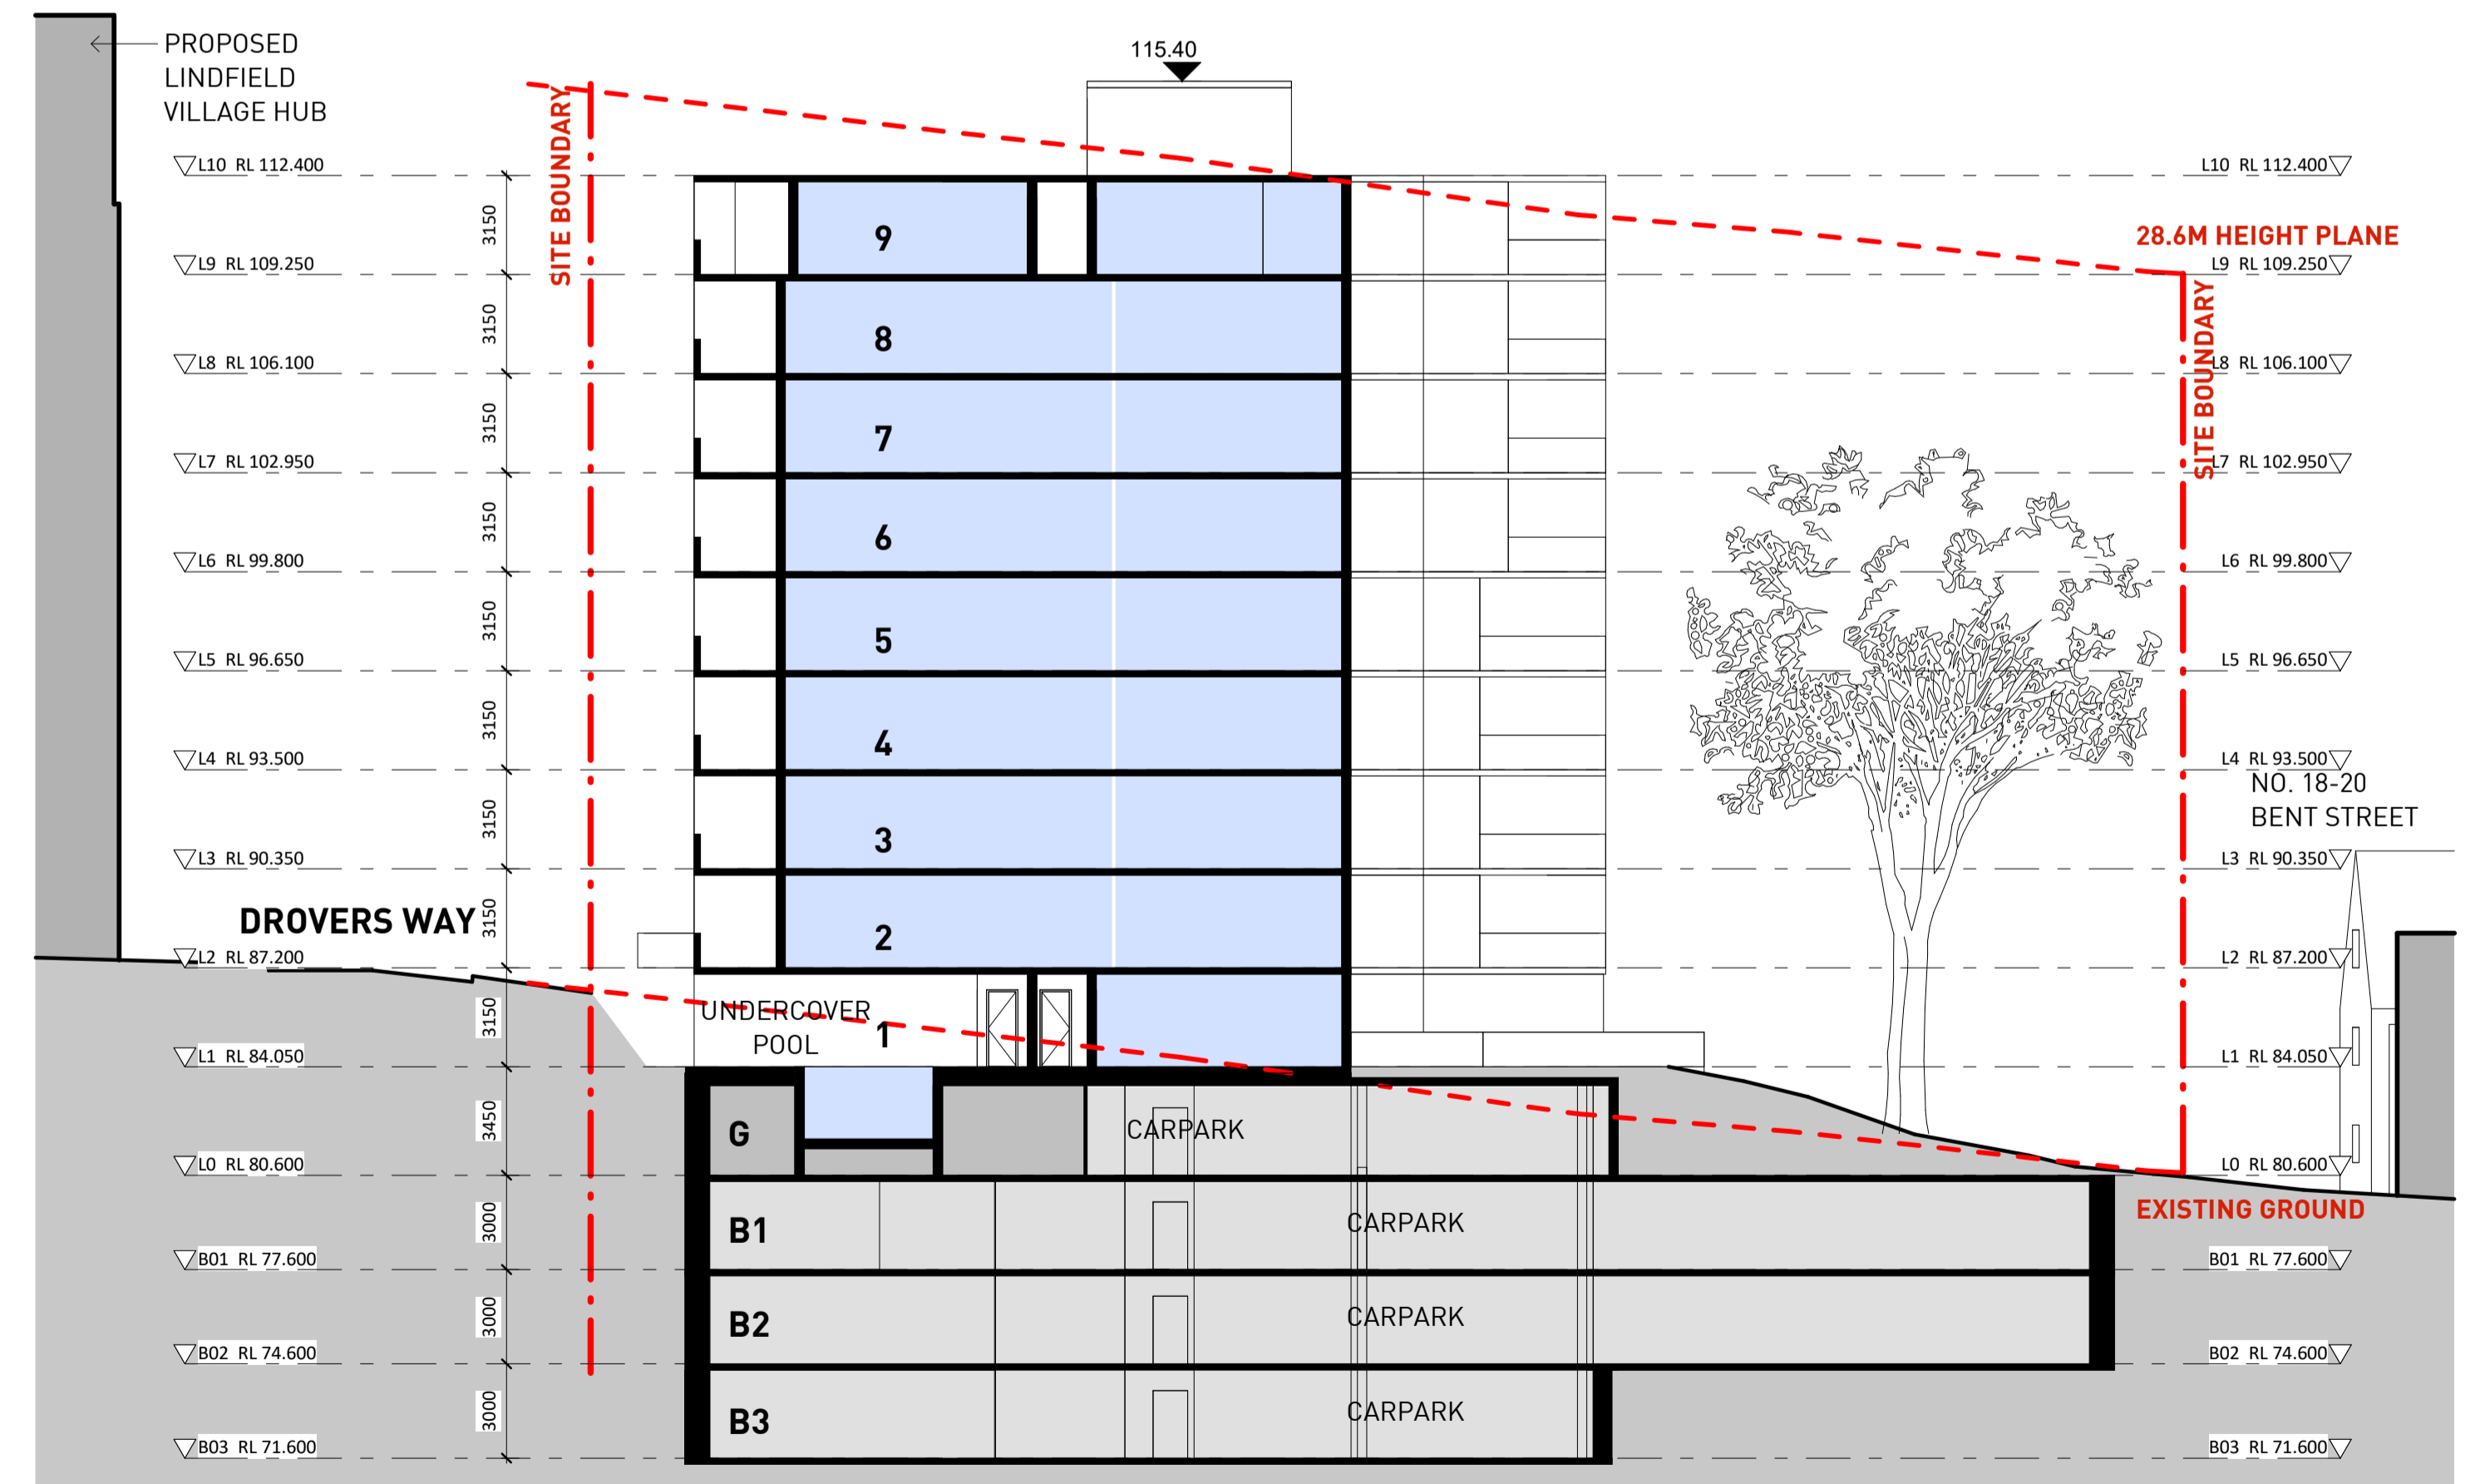 115.40
PROPOSED
LINDFIELD
VILLAGE HUB
SITE BOUNDARY
L10 RL 112.400
L10 RL 112.400
3150
9
28.6M HEIGHT PLANE
L9 RL 109.250
L9 RL 109.250
SITE BOUNDARY
3150
8
L8 RL 106.100
L8 RL 106.100
3150
7
L7 RL 102.950
L7 RL 102.950
3150
6
L6 RL 99.800
L6 RL 99.800
3150
5
L5 RL 96.650
L5 RL 96.650
3150
4
L4 RL 93.500
L4 RL 93.500
NO. 18-20
BENT STREET
3150
3
L3 RL 90.350
L3 RL 90.350
DROVERS WAY
3150
2
L2 RL 87.200
L2 RL 87.200
3150
UNDERCOVER
POOL
1
L1 RL 84.050
L1 RL 84.050
3450
G
CARPARK
L0 RL 80.600
L0 RL 80.600
EXISTING GROUND
3000
B1
CARPARK
B01 RL 77.600
B01 RL 77.600
3000
B2
CARPARK
B02 RL 74.600
B02 RL 74.600
3000
B3
CARPARK
B03 RL 71.600
B03 RL 71.600